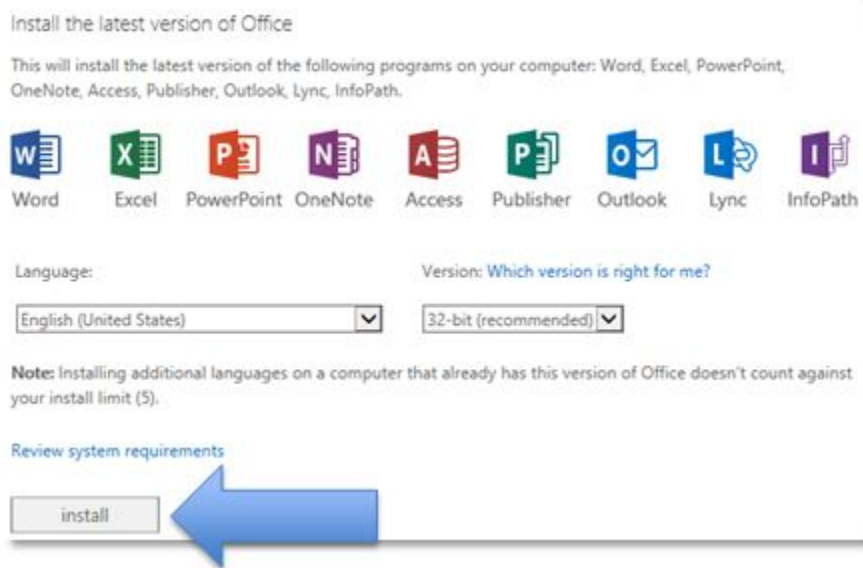 Install the latest version of Office
This will install the latest version of the following programs on your computer: Word, Excel, PowerPoint,
OneNote, Access, Publisher, Outlook, Lync, InfoPath.
W X P N A P O L I
Word Excel PowerPoint OneNote Access Publisher Outlook Lync InfoPath
Language: Version: Which version is right for me?
English (United States) 32-bit (recommended)
Note: Installing additional languages on a computer that already has this version of Office doesn't count against
your install limit (5).
Review system requirements
install